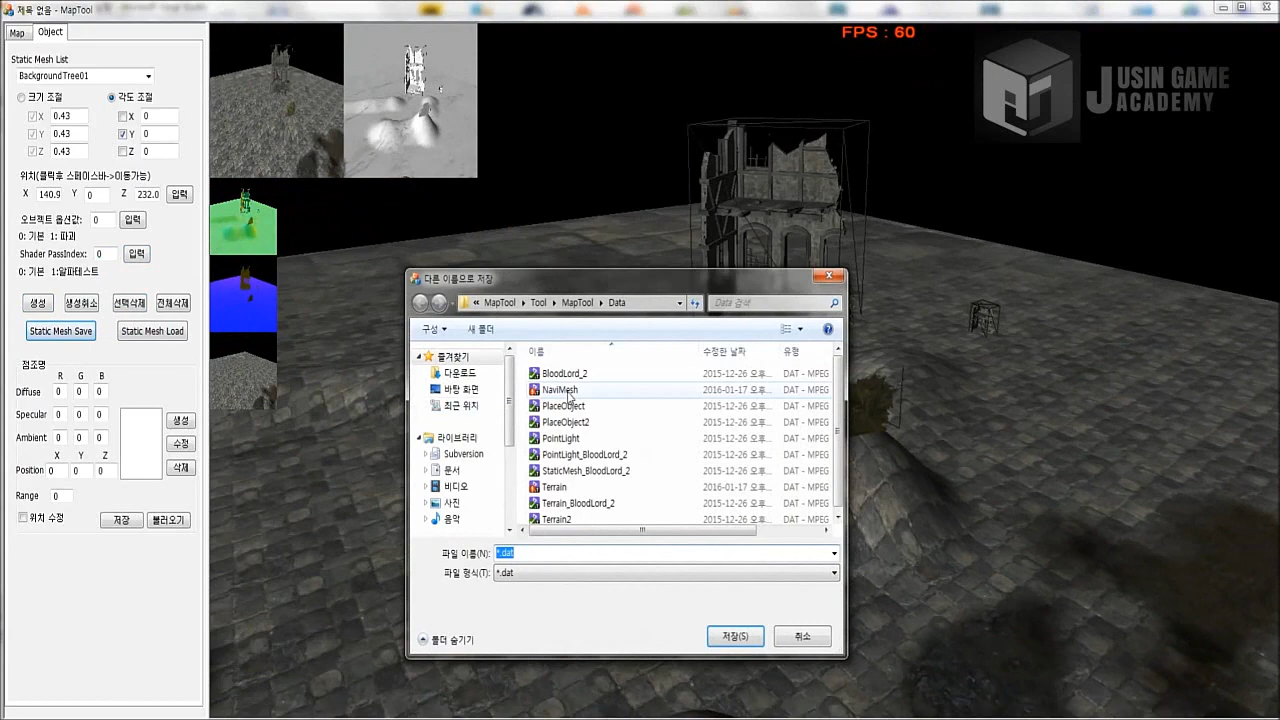 제목 없음 - MapTool
Map Object
Static Mesh List
BackgroundTree01
크기 조절 각도 조절
X 0.43 X 0
Y 0.43 Y 0
Z 0.43 Z 0
위치(클릭후 스페이스바->이동가능)
X 140.9 Y 0 Z 232.0 입력
오브젝트 옵션값: 0 입력
0: 기본 1: 파괴
Shader PassIndex: 0 입력
0: 기본 1:알파테스트
생성 생성취소 선택삭제 전체삭제
Static Mesh Save Static Mesh Load
점조명
R G B
Diffuse 0 0 0
Specular 0 0 0
생성
Ambient 0 0 0
수정
X Y Z
Position 0 0 0
삭제
Range 0
위치 수정 저장 불러오기
FPS : 60
JUSIN GAME
ACADEMY
다른 이름으로 저장
« MapTool Tool MapTool Data
Data 검색
구성 새 폴더
즐겨찾기
다운로드
바탕 화면
최근 위치
라이브러리
Subversion
문서
비디오
사진
음악
이름 수정한 날짜 유형
BloodLord_2 2015-12-26 오후... DAT - MPEG
NaviMesh 2016-01-17 오후... DAT - MPEG
PlaceObject 2015-12-26 오후... DAT - MPEG
PlaceObject2 2015-12-26 오후... DAT - MPEG
PointLight 2015-12-26 오후... DAT - MPEG
PointLight_BloodLord_2 2015-12-26 오후... DAT - MPEG
StaticMesh_BloodLord_2 2015-12-26 오후... DAT - MPEG
Terrain 2016-01-17 오후... DAT - MPEG
Terrain_BloodLord_2 2015-12-26 오후... DAT - MPEG
Terrain2 2015-12-26 오후... DAT - MPEG
파일 이름(N): *.dat
파일 형식(T): *.dat
폴더 숨기기 저장(S) 취소